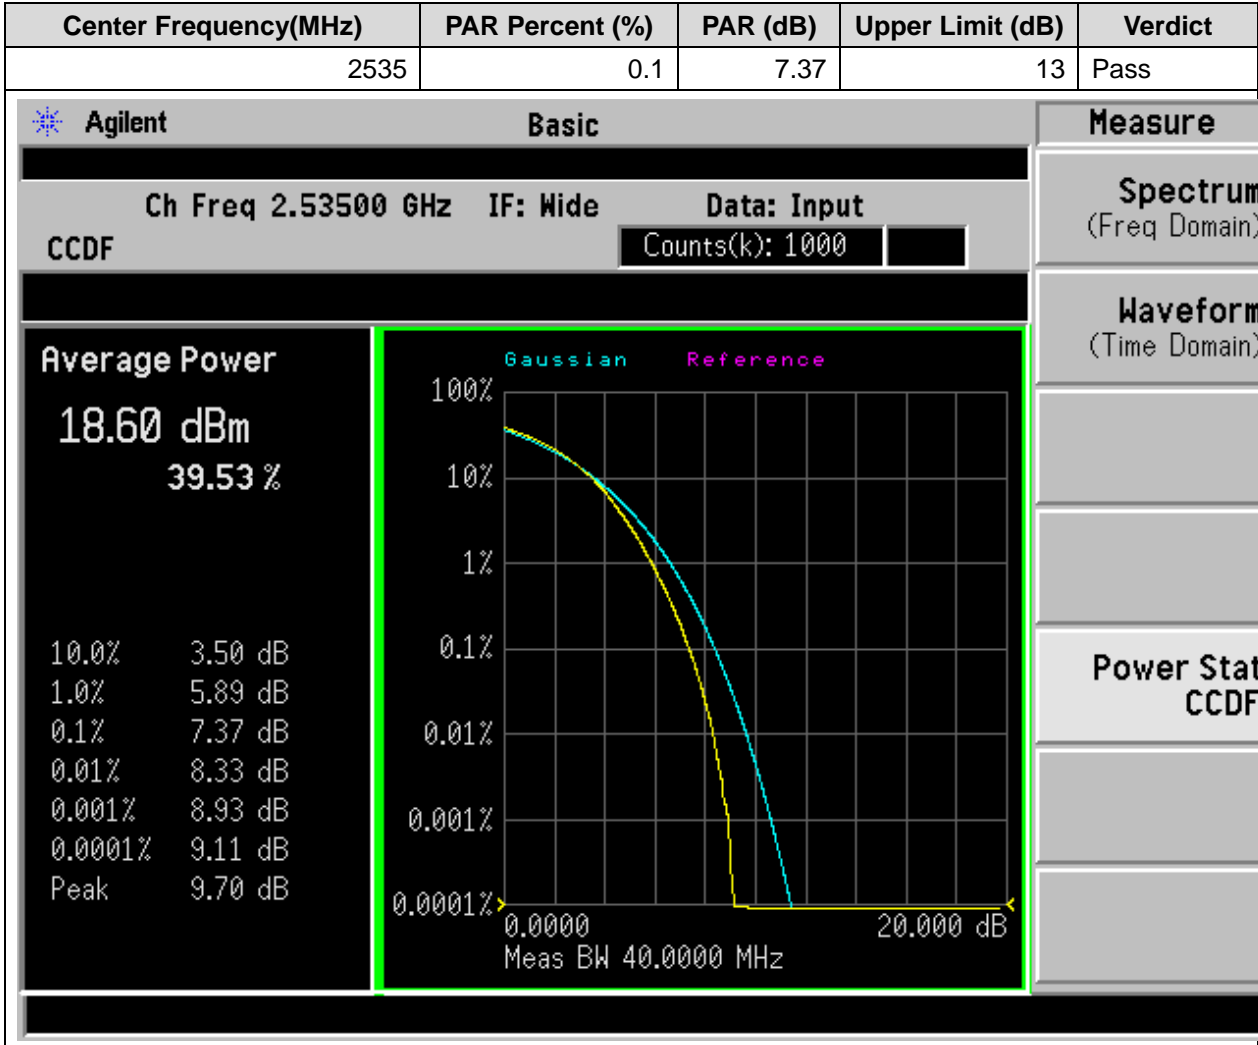 Center Frequency(MHz) PAR Percent (%) PAR (dB) Upper Limit (dB) Verdict
2535 0.1 7.37 13 Pass
Agilent Basic Measure
Ch Freq 2.53500 GHz IF: Wide Data: Input
CCDF Counts(k): 1000
Spectrum
(Freq Domain)
Waveform
(Time Domain)
Power Stat
CCDF
Average Power
18.60 dBm
39.53 %
10.0% 3.50 dB
1.0% 5.89 dB
0.1% 7.37 dB
0.01% 8.33 dB
0.001% 8.93 dB
0.0001% 9.11 dB
Peak 9.70 dB
Gaussian Reference
100%
10%
1%
0.1%
0.01%
0.001%
0.0001%
0.0000 20.000 dB
Meas BW 40.0000 MHz